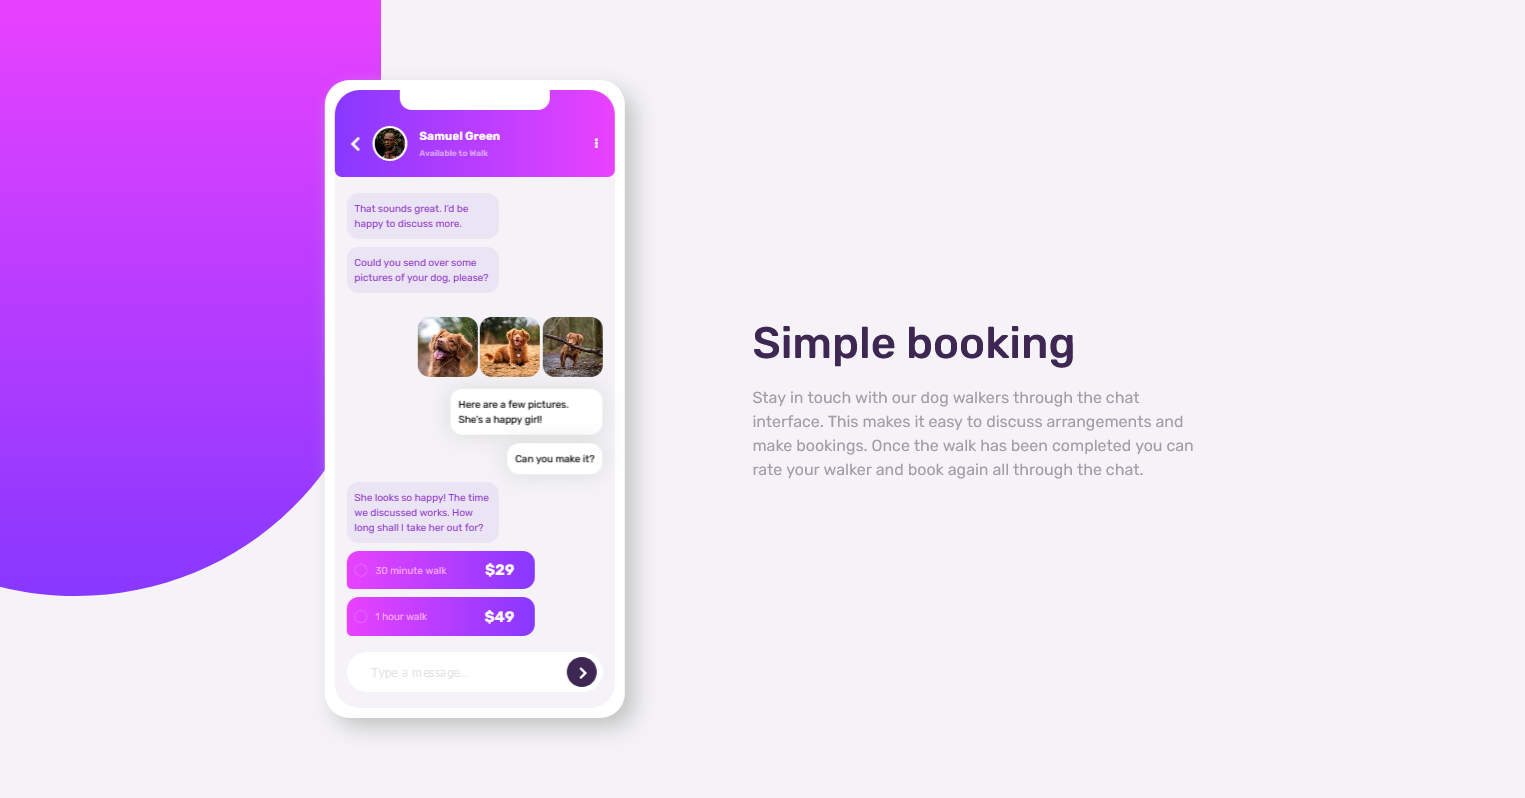 Samuel Green
Available to Walk
That sounds great. I'd be
happy to discuss more.
Could you send over some
pictures of your dog, please?
Here are a few pictures.
She's a happy girl!
Can you make it?
She looks so happy! The time
we discussed works. How
long shall I take her out for?
30 minute walk $29
1 hour walk $49
Type a message...
Simple booking
Stay in touch with our dog walkers through the chat
interface. This makes it easy to discuss arrangements and
make bookings. Once the walk has been completed you can
rate your walker and book again all through the chat.